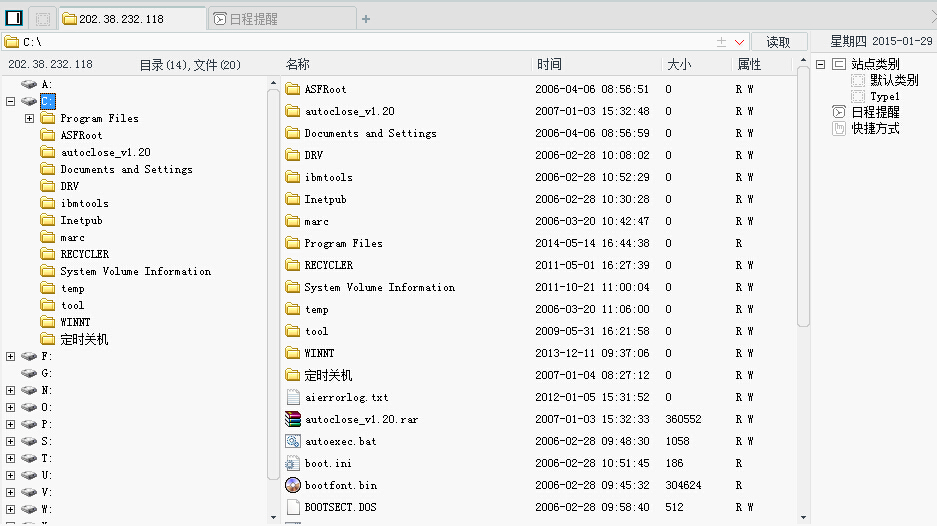 202.38.232.118 日程提醒 +
C:\ 读取 星期四 2015-01-29
202.38.232.118 目录(14),文件(20) 名称 时间 大小 属性
A:
C:
Program Files
ASFRoot
autoclose_v1.20
Documents and Settings
DRV
ibmtools
Inetpub
marc
RECYCLER
System Volume Information
temp
tool
WINNT
定时关机
F:
G:
N:
O:
P:
S:
T:
U:
V:
W:
ASFRoot 2006-04-06 08:56:51 0 R W
autoclose_v1.20 2007-01-03 15:32:48 0 R W
Documents and Settings 2006-04-06 08:56:59 0 R W
DRV 2006-02-28 10:08:02 0 R W
ibmtools 2006-02-28 10:52:29 0 R W
Inetpub 2006-02-28 10:30:28 0 R W
marc 2006-03-20 10:42:47 0 R W
Program Files 2014-05-14 16:44:38 0 R
RECYCLER 2011-05-01 16:27:39 0 R W
System Volume Information 2011-10-21 11:00:04 0 R W
temp 2006-03-20 11:06:00 0 R W
tool 2009-05-31 16:21:58 0 R W
WINNT 2013-12-11 09:37:06 0 R W
定时关机 2007-01-04 08:27:12 0 R W
aierrorlog.txt 2012-01-05 15:31:52 0 R W
autoclose_v1.20.rar 2007-01-03 15:32:33 360552 R W
autoexec.bat 2006-02-28 09:48:30 1058 R W
boot.ini 2006-02-28 10:51:45 186 R
bootfont.bin 2006-02-28 09:45:32 304624 R
BOOTSECT.DOS 2006-02-28 09:58:40 512 R W
站点类别
默认类别
Type1
日程提醒
快捷方式